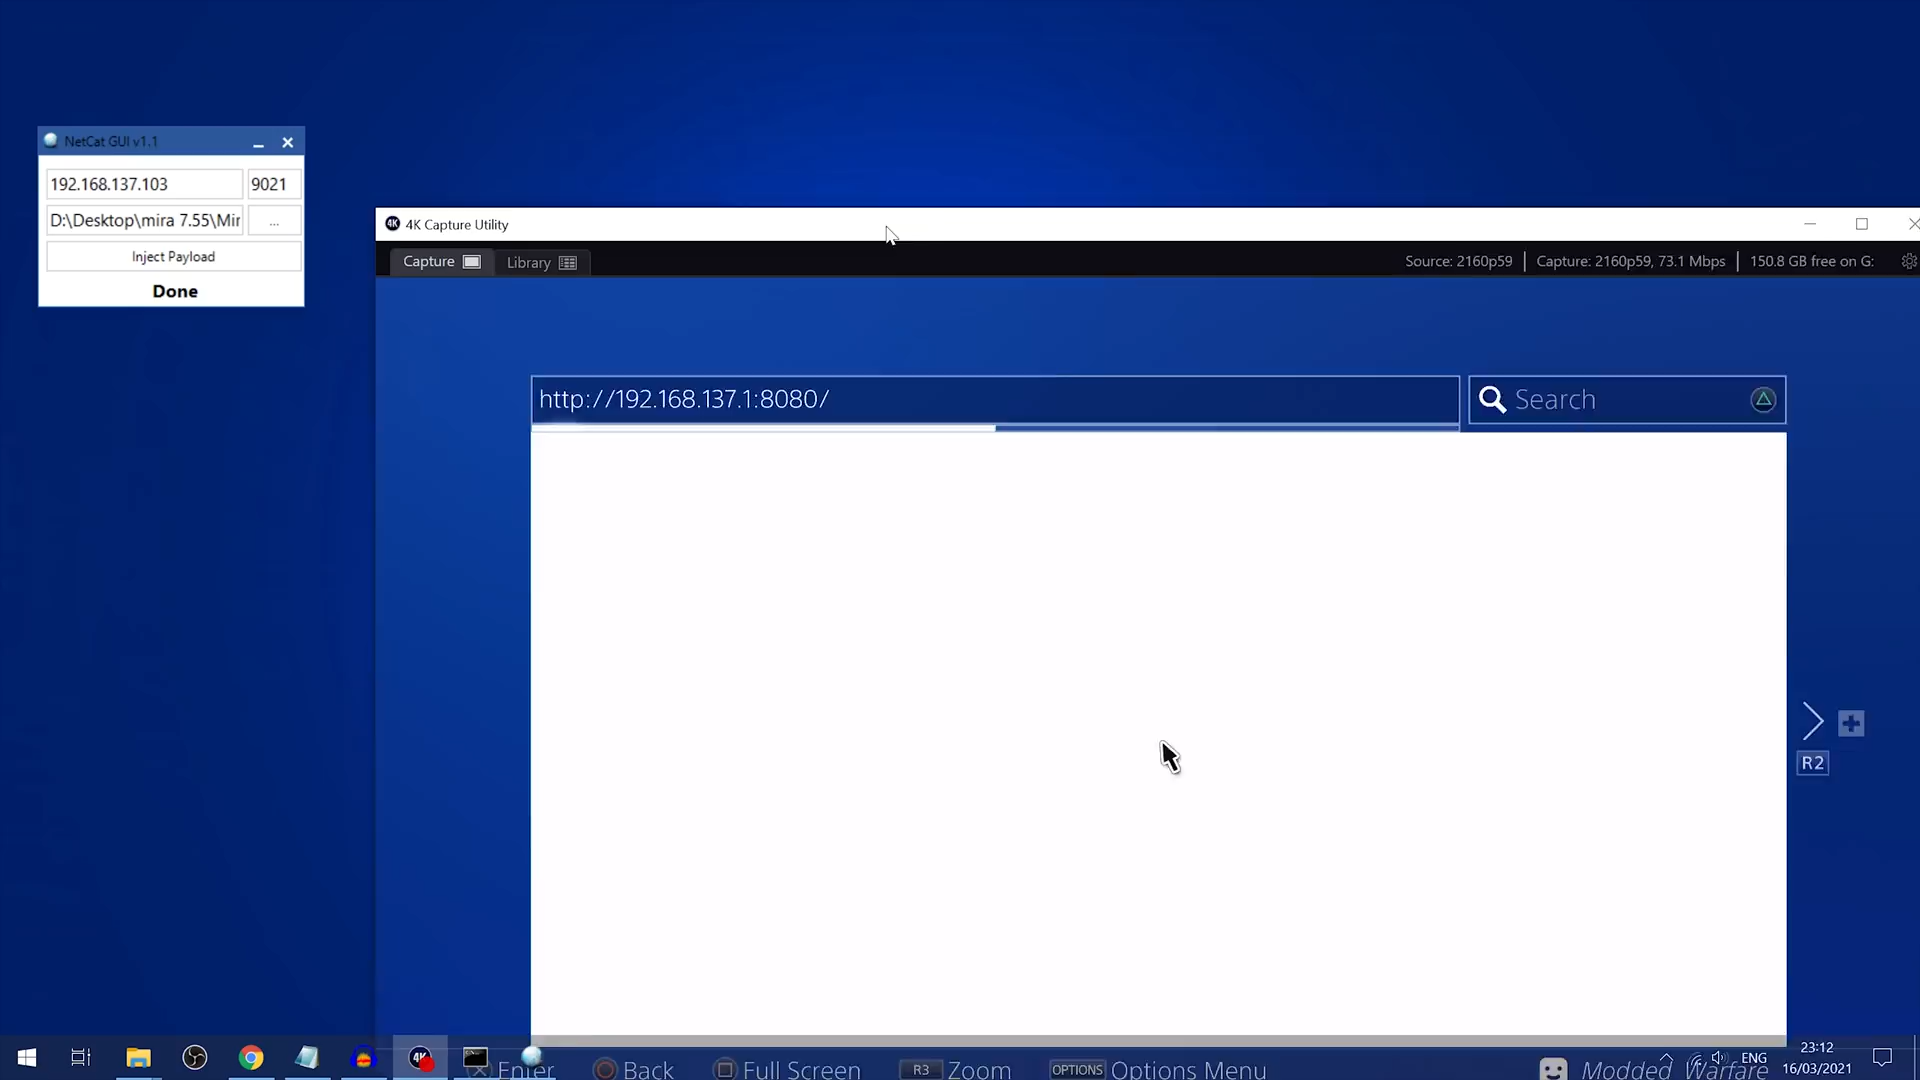 NetCat GUI v1.1
192.168.137.103
9021
D:\Desktop\mira 7.55\Mir
...
Inject Payload
Done
4K 4K Capture Utility
Capture
Library
Source: 2160p59 | Capture: 2160p59, 73.1 Mbps | 150.8 GB free on G:
http://192.168.137.1:8080/
Search
R2
4K
Enter
Back
Full Screen
R3 Zoom
OPTIONS Options Menu
Modded Warfare
ENG
23:12
16/03/2021